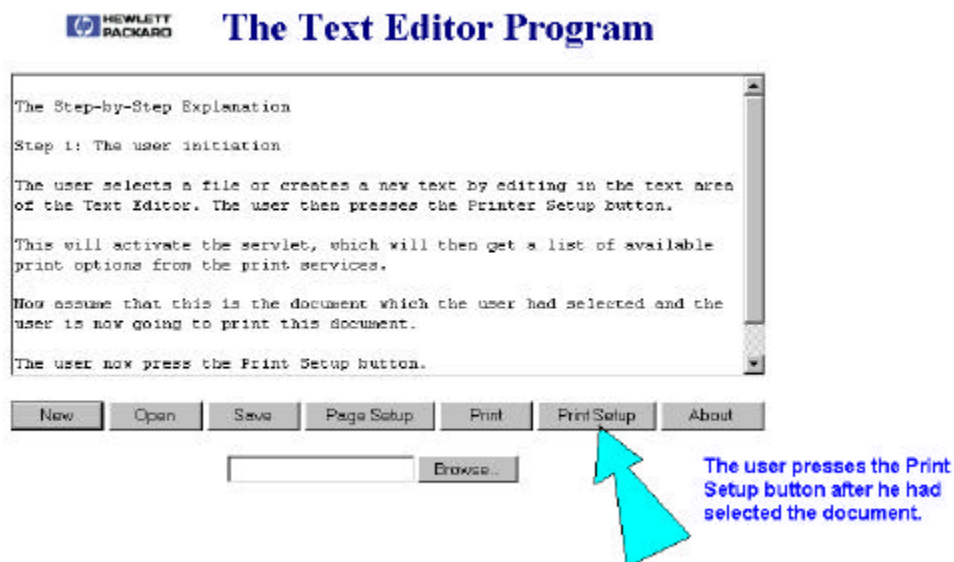 HEWLETT
PACKARD
The Text Editor Program
The Step-by-Step Explanation
Step 1: The user initiation
The user selects a file or creates a new text by editing in the text area
of the Text Editor. The user then presses the Printer Setup button.
This will activate the servlet, which will then get a list of available
print options from the print services.
Now assume that this is the document which the user had selected and the
user is now going to print this document.
The user now press the Print Setup button.
New Open Save Page Setup Print Print Setup About
Browse...
The user presses the Print
Setup button after he had
selected the document.